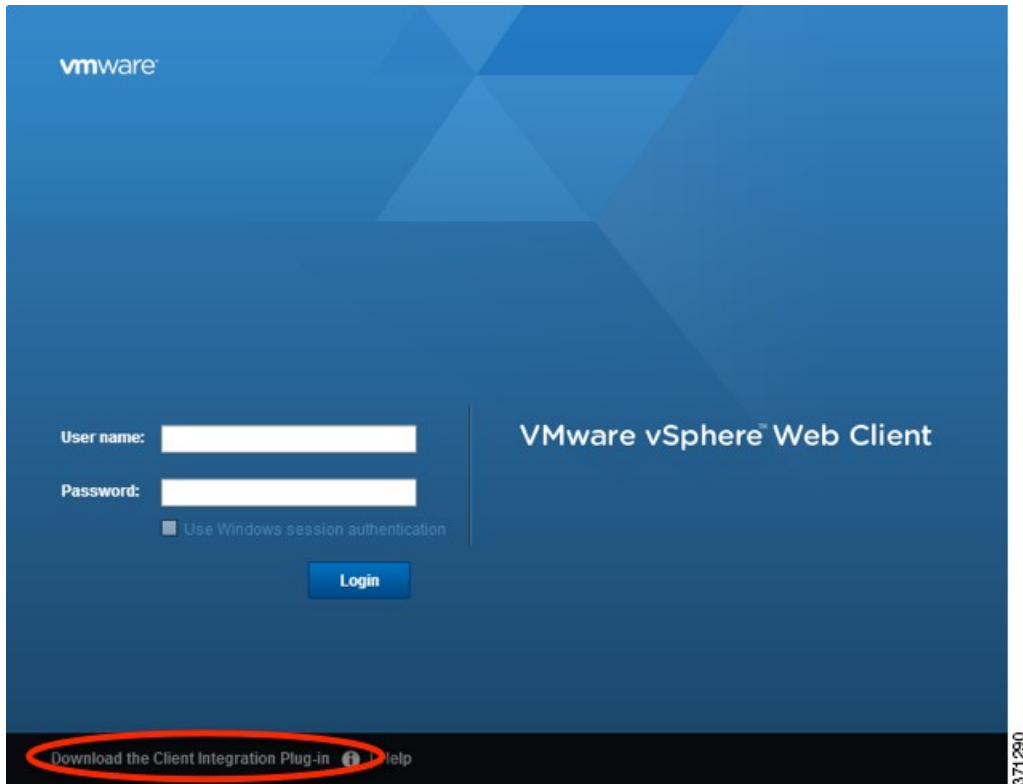 vmware
User name:
VMware vSphere™ Web Client
Password:
Use Windows session authentication
Login
Download the Client Integration Plug-in
Help
371290